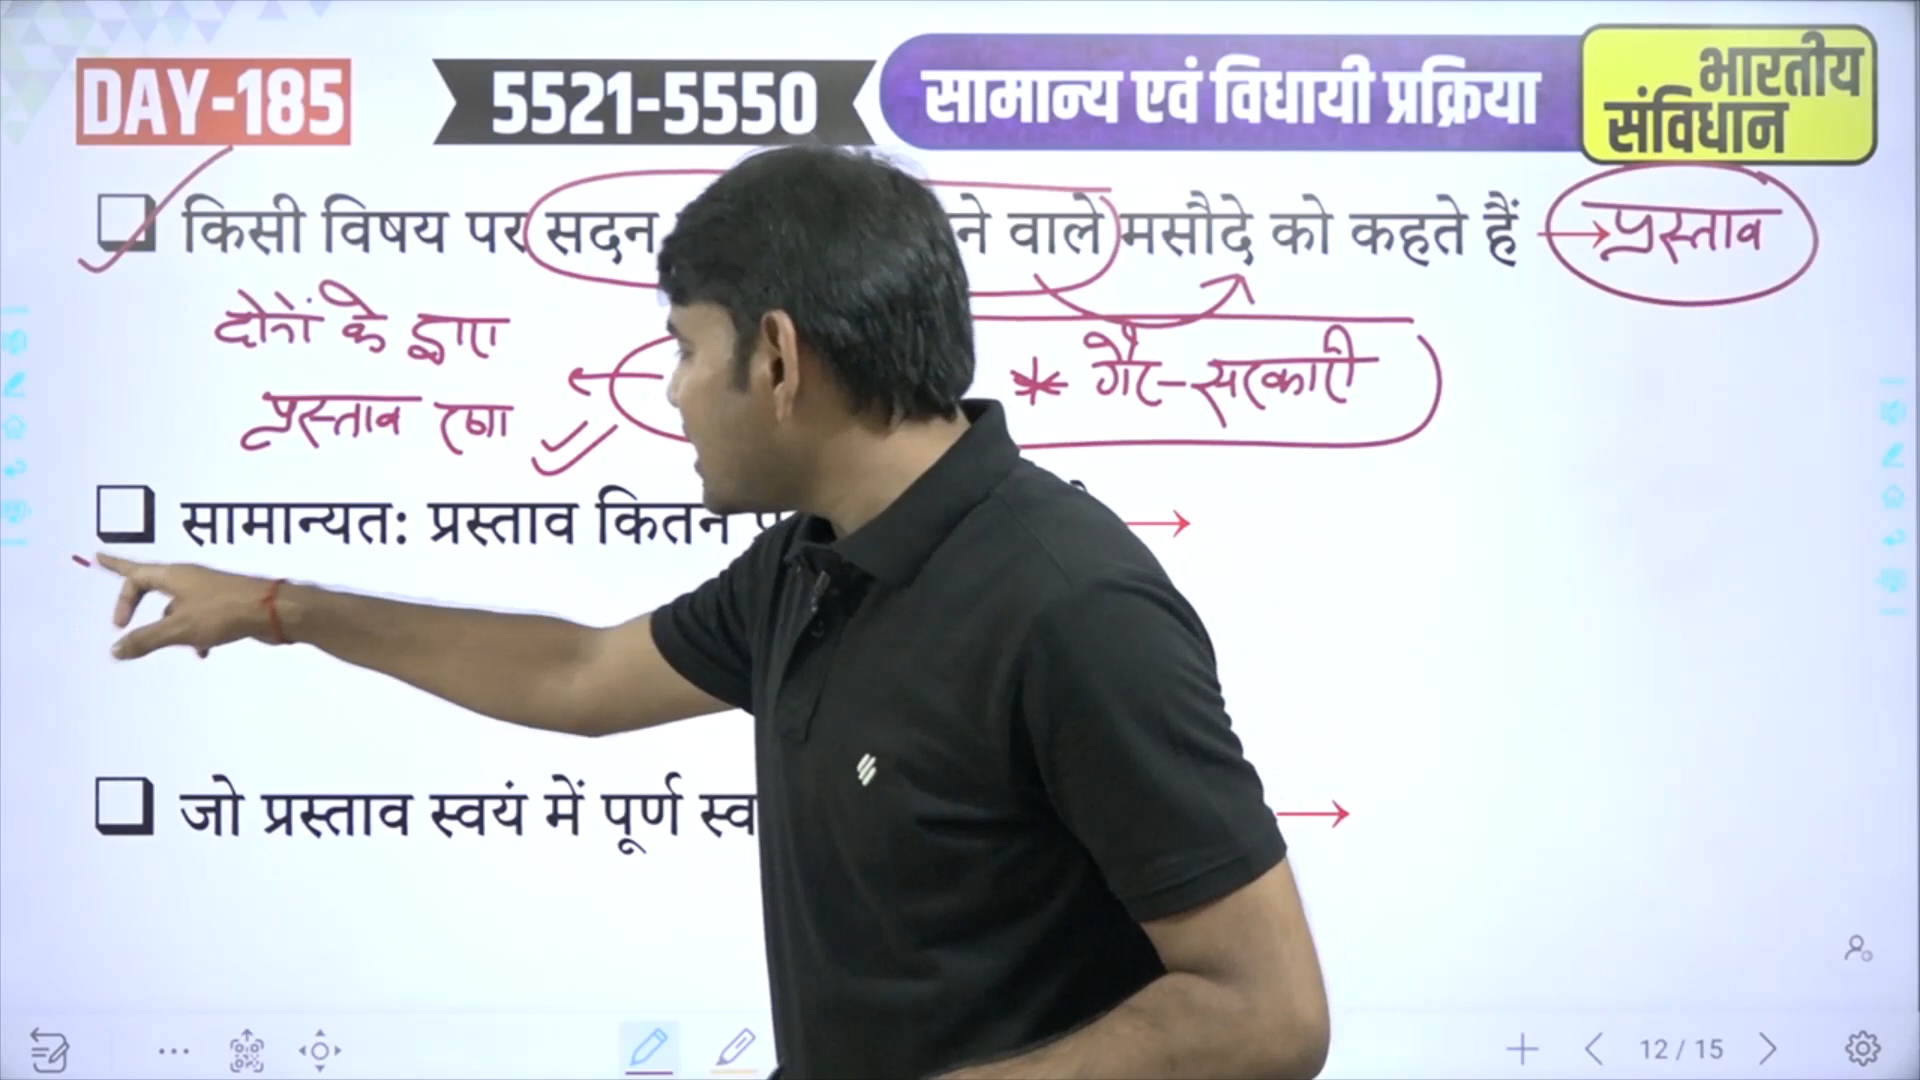 DAY-185 5521-5550 सामान्य एवं विधायी प्रक्रिया भारतीय
संविधान
किसी विषय पर सदन ने वाले मसौदे को कहते हैं → प्रस्ताव
दोनों के द्वारा
* गैर-सरकारी
प्रस्ताव रखा
सामान्यत: प्रस्ताव →
जो प्रस्ताव स्वयं में पूर्ण →
12 / 15